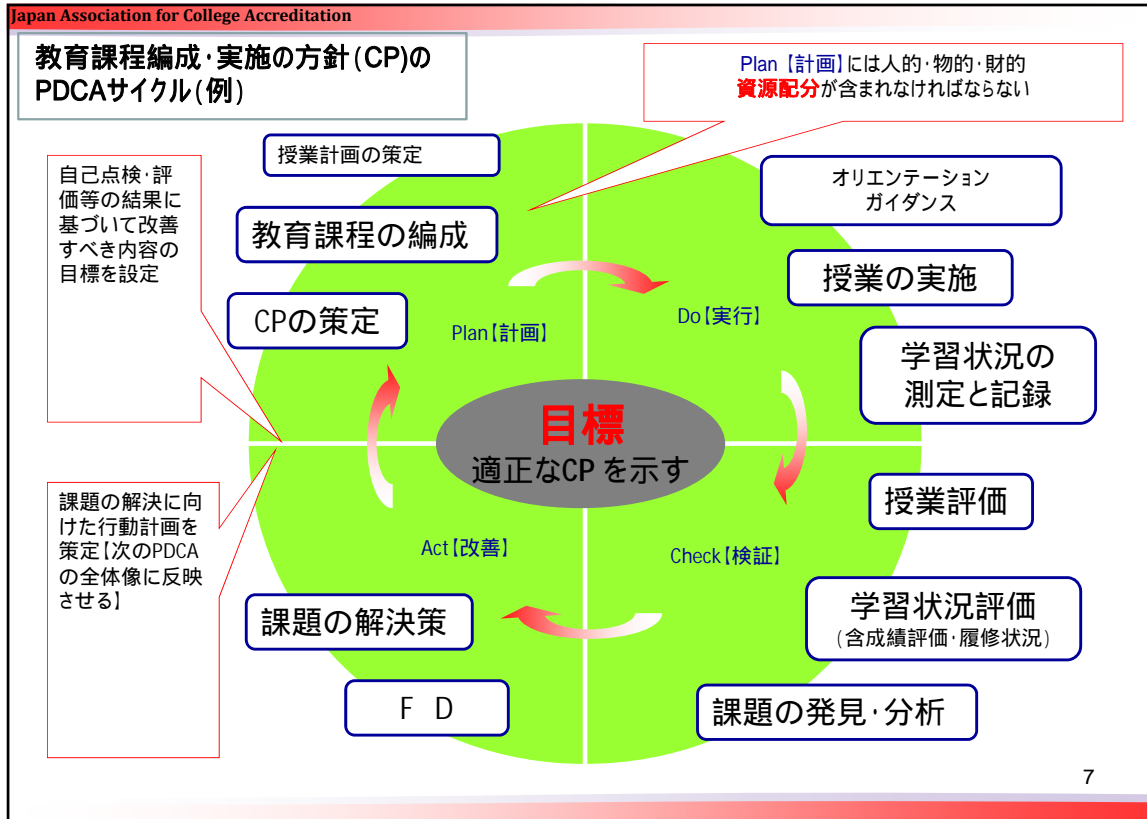 Japan Association for College Accreditation
教育課程編成・実施の方針(CP)の
PDCAサイクル(例)
Plan【計画】には人的・物的・財的
資源配分が含まれなければならない
自己点検・評
価等の結果に
基づいて改善
すべき内容の
目標を設定
授業計画の策定
教育課程の編成
CPの策定
Plan【計画】
オリエンテーション
ガイダンス
授業の実施
Do【実行】
学習状況の
測定と記録
目標
適正なCP を示す
課題の解決に向
けた行動計画を
策定【次のPDCA
の全体像に反映
させる】
授業評価
Check【検証】
学習状況評価
(含成績評価・履修状況)
課題の発見・分析
Act【改善】
課題の解決策
F D
7